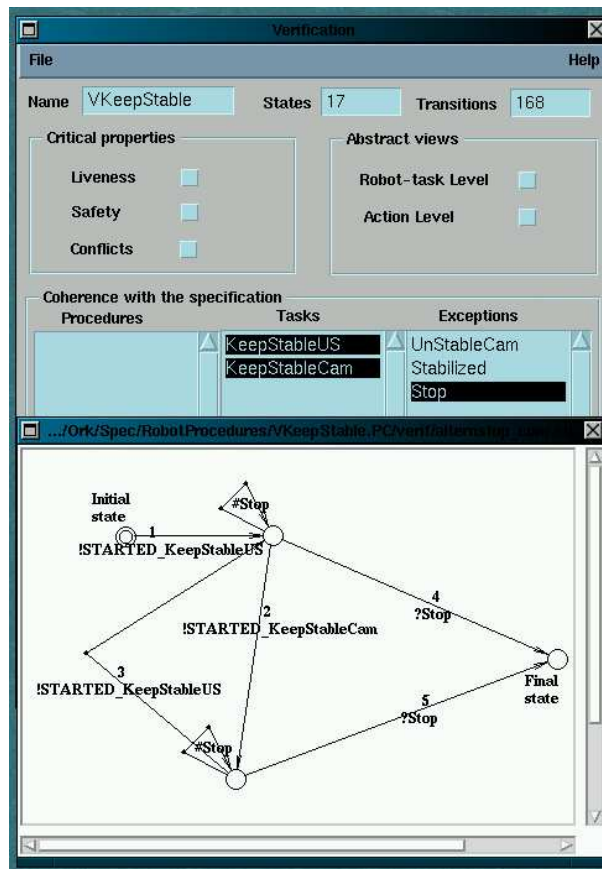 Verification
File Help
Name VKeepStable States 17 Transitions 168
Critical properties Abstract views
Liveness Robot-task Level
Safety Action Level
Conflicts
Coherence with the specification
Procedures Tasks Exceptions
KeepStableUS UnStableCam
KeepStableCam Stabilized
Stop
.../Ork/Spec/RobotProcedures/VKeepStable.PC/verif/
Initial
state
#Stop
1
!STARTED_KeepStableUS
2
!STARTED_KeepStableCam
4
?Stop
3
!STARTED_KeepStableUS
Final
state
5
?Stop
#Stop